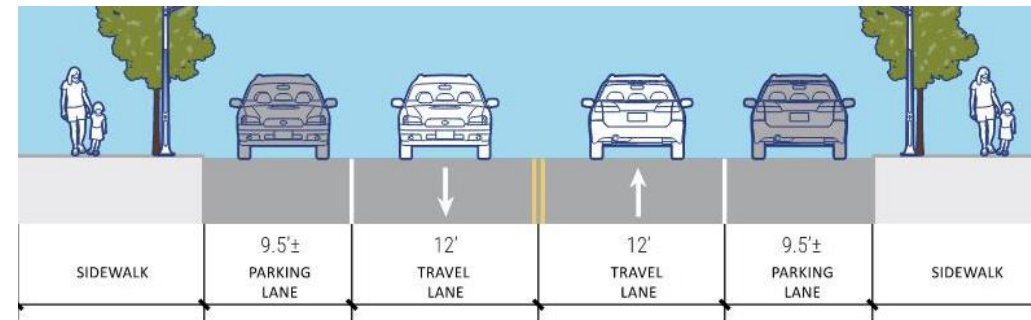 SIDEWALK
9.5'±
PARKING
LANE
12'
TRAVEL
LANE
12'
TRAVEL
LANE
9.5'±
PARKING
LANE
SIDEWALK